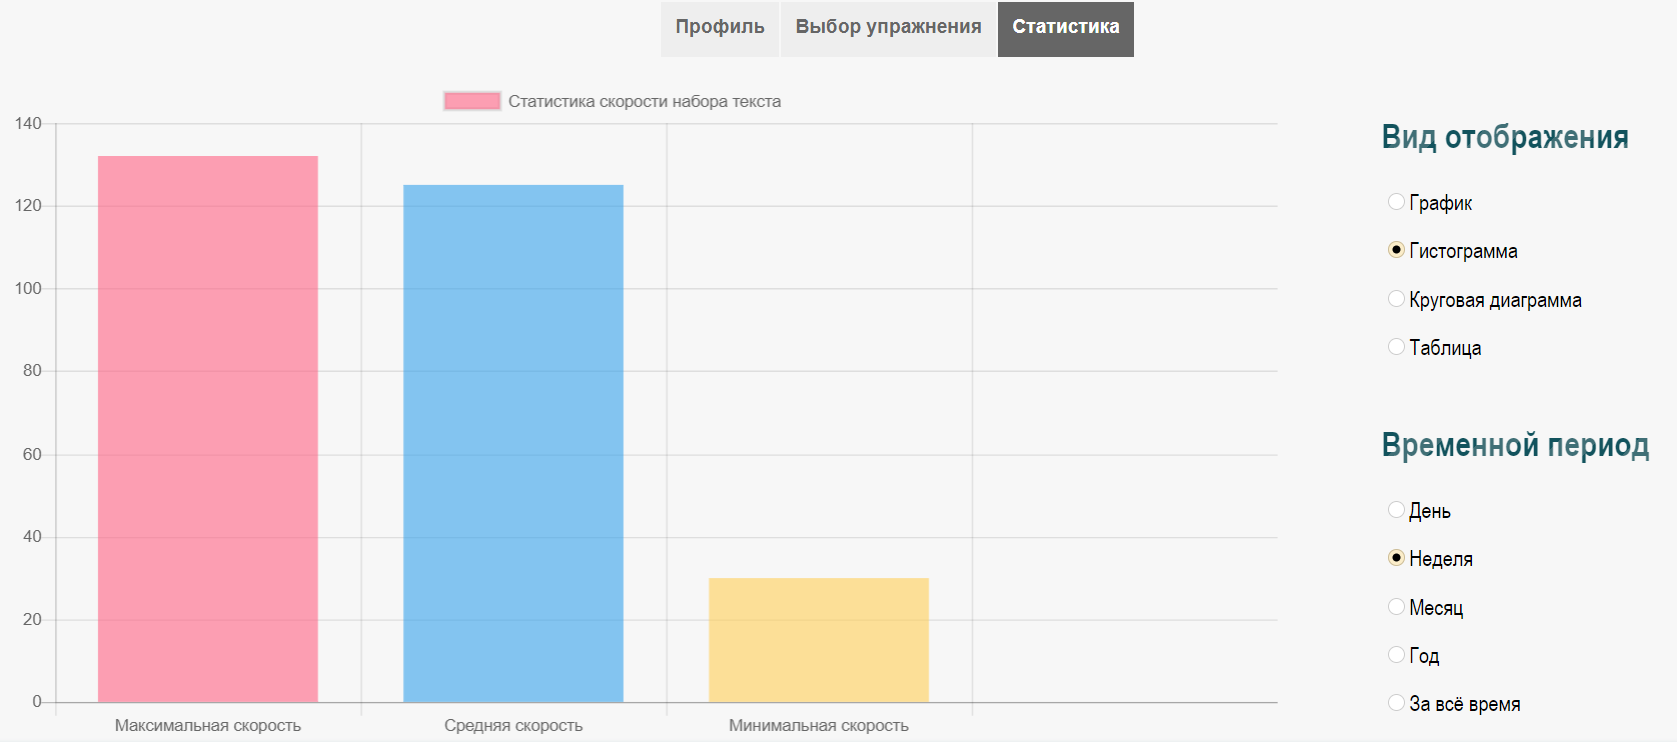 Профиль
Выбор упражнения
Статистика
Статистика скорости набора текста
140
120
100
80
60
40
20
0
Максимальная скорость
Средняя скорость
Минимальная скорость
Вид отображения
График
Гистограмма
Круговая диаграмма
Таблица
Временной период
День
Неделя
Месяц
Год
За всё время